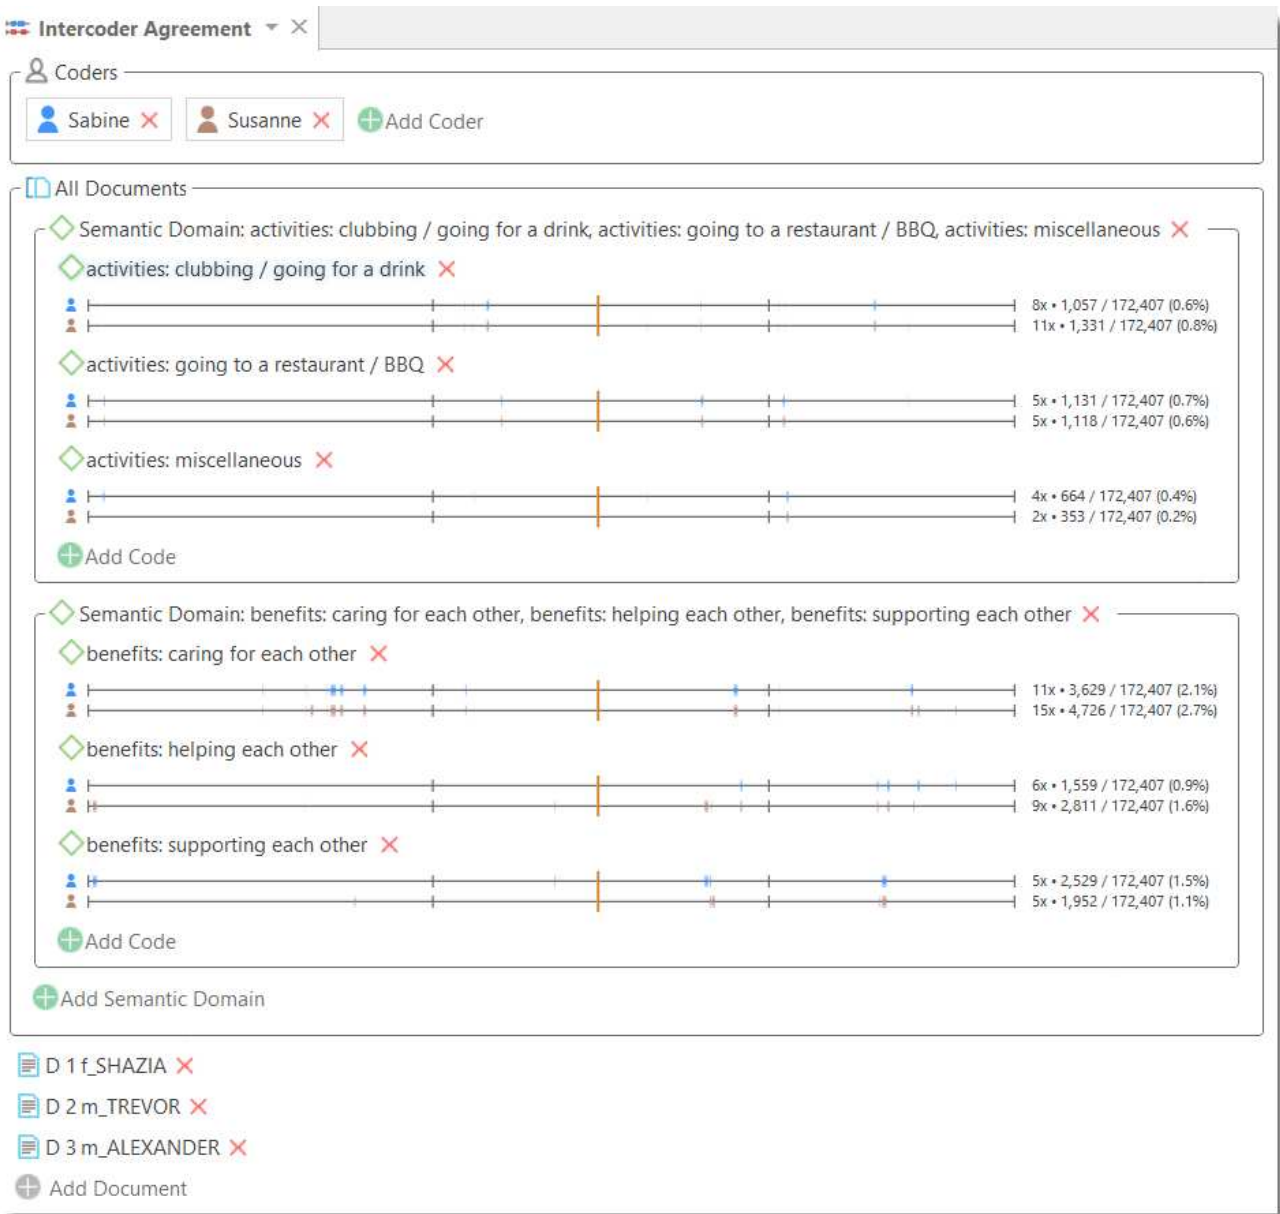 Intercoder Agreement
Coders
Sabine
Susanne
Add Coder
All Documents
Semantic Domain: activities: clubbing / going for a drink, activities: going to a restaurant / BBQ, activities: miscellaneous
activities: clubbing / going for a drink
8x • 1,057 / 172,407 (0.6%)
11x • 1,331 / 172,407 (0.8%)
activities: going to a restaurant / BBQ
5x • 1,131 / 172,407 (0.7%)
5x • 1,118 / 172,407 (0.6%)
activities: miscellaneous
4x • 664 / 172,407 (0.4%)
2x • 353 / 172,407 (0.2%)
Add Code
Semantic Domain: benefits: caring for each other, benefits: helping each other, benefits: supporting each other
benefits: caring for each other
11x • 3,629 / 172,407 (2.1%)
15x • 4,726 / 172,407 (2.7%)
benefits: helping each other
6x • 1,559 / 172,407 (0.9%)
9x • 2,811 / 172,407 (1.6%)
benefits: supporting each other
5x • 2,529 / 172,407 (1.5%)
5x • 1,952 / 172,407 (1.1%)
Add Code
Add Semantic Domain
D 1 f_SHAZIA
D 2 m_TREVOR
D 3 m_ALEXANDER
Add Document